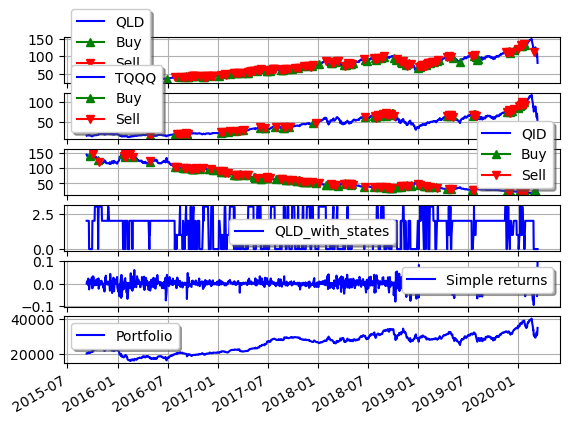 QLD
Buy
Sell
150
100
50
TQQQ
Buy
Sell
100
50
QID
Buy
Sell
150
100
50
QLD_with_states
2.5
0.0
Simple returns
0.1
0.0
−0.1
Portfolio
40000
20000
2015-07
2016-01
2016-07
2017-01
2017-07
2018-01
2018-07
2019-01
2019-07
2020-01